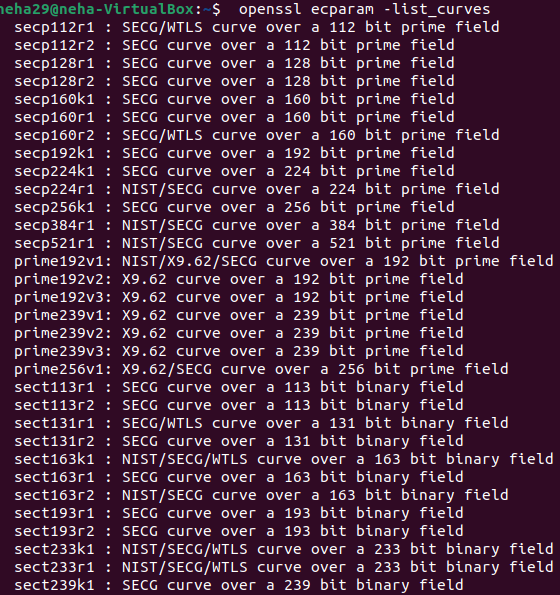 neha29@neha-VirtualBox:~$ openssl ecparam -list_curves
secp112r1 : SECG/WTLS curve over a 112 bit prime field
secp112r2 : SECG curve over a 112 bit prime field
secp128r1 : SECG curve over a 128 bit prime field
secp128r2 : SECG curve over a 128 bit prime field
secp160k1 : SECG curve over a 160 bit prime field
secp160r1 : SECG curve over a 160 bit prime field
secp160r2 : SECG/WTLS curve over a 160 bit prime field
secp192k1 : SECG curve over a 192 bit prime field
secp224k1 : SECG curve over a 224 bit prime field
secp224r1 : NIST/SECG curve over a 224 bit prime field
secp256k1 : SECG curve over a 256 bit prime field
secp384r1 : NIST/SECG curve over a 384 bit prime field
secp521r1 : NIST/SECG curve over a 521 bit prime field
prime192v1: NIST/X9.62/SECG curve over a 192 bit prime field
prime192v2: X9.62 curve over a 192 bit prime field
prime192v3: X9.62 curve over a 192 bit prime field
prime239v1: X9.62 curve over a 239 bit prime field
prime239v2: X9.62 curve over a 239 bit prime field
prime239v3: X9.62 curve over a 239 bit prime field
prime256v1: X9.62/SECG curve over a 256 bit prime field
sect113r1 : SECG curve over a 113 bit binary field
sect113r2 : SECG curve over a 113 bit binary field
sect131r1 : SECG/WTLS curve over a 131 bit binary field
sect131r2 : SECG curve over a 131 bit binary field
sect163k1 : NIST/SECG/WTLS curve over a 163 bit binary field
sect163r1 : SECG curve over a 163 bit binary field
sect163r2 : NIST/SECG curve over a 163 bit binary field
sect193r1 : SECG curve over a 193 bit binary field
sect193r2 : SECG curve over a 193 bit binary field
sect233k1 : NIST/SECG/WTLS curve over a 233 bit binary field
sect233r1 : NIST/SECG/WTLS curve over a 233 bit binary field
sect239k1 : SECG curve over a 239 bit binary field